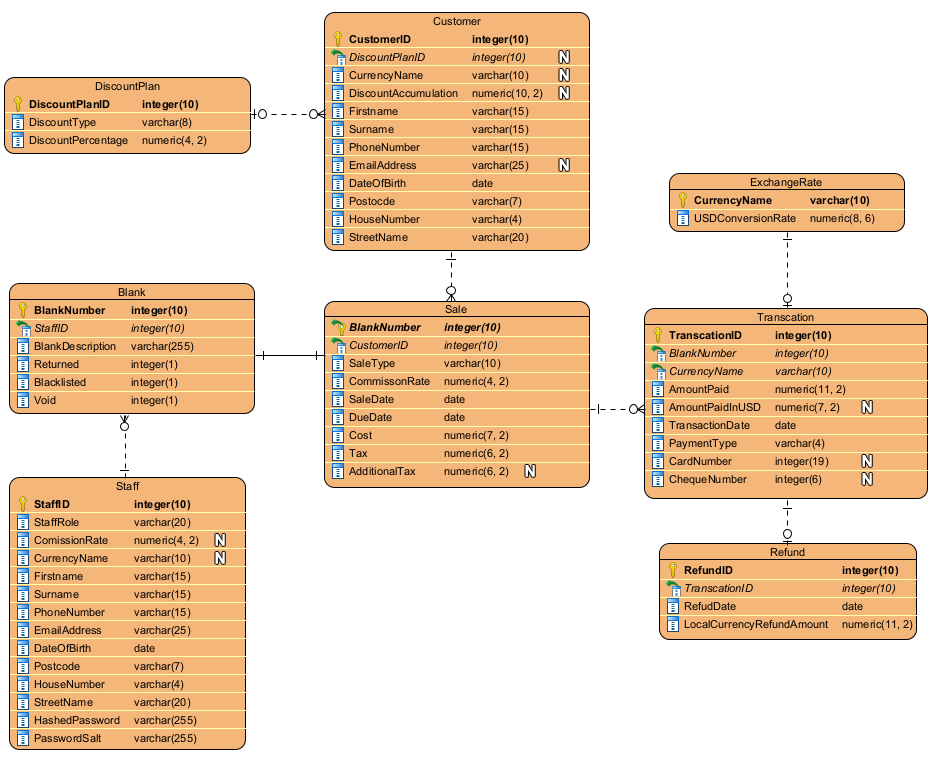 Customer
CustomerID integer(10)
DiscountPlanID integer(10) N
CurrencyName varchar(10) N
DiscountAccumulation numeric(10, 2) N
Firstname varchar(15)
Surname varchar(15)
PhoneNumber varchar(15)
EmailAddress varchar(25) N
DateOfBirth date
Postocde varchar(7)
HouseNumber varchar(4)
StreetName varchar(20)
DiscountPlan
DiscountPlanID integer(10)
DiscountType varchar(8)
DiscountPercentage numeric(4, 2)
ExchangeRate
CurrencyName varchar(10)
USDConversionRate numeric(8, 6)
Blank
BlankNumber integer(10)
StaffID integer(10)
BlankDescription varchar(255)
Returned integer(1)
Blacklisted integer(1)
Void integer(1)
Sale
BlankNumber integer(10)
CustomerID integer(10)
SaleType varchar(10)
CommissonRate numeric(4, 2)
SaleDate date
DueDate date
Cost numeric(7, 2)
Tax numeric(6, 2)
AdditionalTax numeric(6, 2) N
Transcation
TranscationID integer(10)
BlankNumber integer(10)
CurrencyName varchar(10)
AmountPaid numeric(11, 2)
AmountPaidInUSD numeric(7, 2) N
TransactionDate date
PaymentType varchar(4)
CardNumber integer(19) N
ChequeNumber integer(6) N
Staff
StaffID integer(10)
StaffRole varchar(20)
ComissionRate numeric(4, 2) N
CurrencyName varchar(10) N
Firstname varchar(15)
Surname varchar(15)
PhoneNumber varchar(15)
EmailAddress varchar(25)
DateOfBirth date
Postcode varchar(7)
HouseNumber varchar(4)
StreetName varchar(20)
HashedPassword varchar(255)
PasswordSalt varchar(255)
Refund
RefundID integer(10)
TranscationID integer(10)
RefudDate date
LocalCurrencyRefundAmount numeric(11, 2)